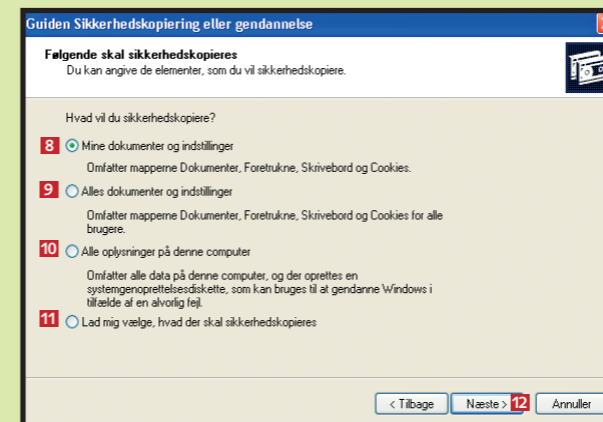 Guiden Sikkerhedskopiering eller gendannelse
Følgende skal sikkerhedskopieres
Du kan angive de elementer, som du vil sikkerhedskopiere.
Hvad vil du sikkerhedskopiere?
8 Mine dokumenter og indstillinger
Omfatter mapperne Dokumenter, Foretrukne, Skrivebord og Cookies.
9 Alles dokumenter og indstillinger
Omfatter mapperne Dokumenter, Foretrukne, Skrivebord og Cookies for alle
brugere.
10 Alle oplysninger på denne computer
Omfatter alle data på denne computer, og der oprettes en
systemgenoprettelsesdiskette, som kan bruges til at gendanne Windows i
tilfælde af en alvorlig fejl.
11 Lad mig vælge, hvad der skal sikkerhedskopieres
< Tilbage Næste > 12 Annuller